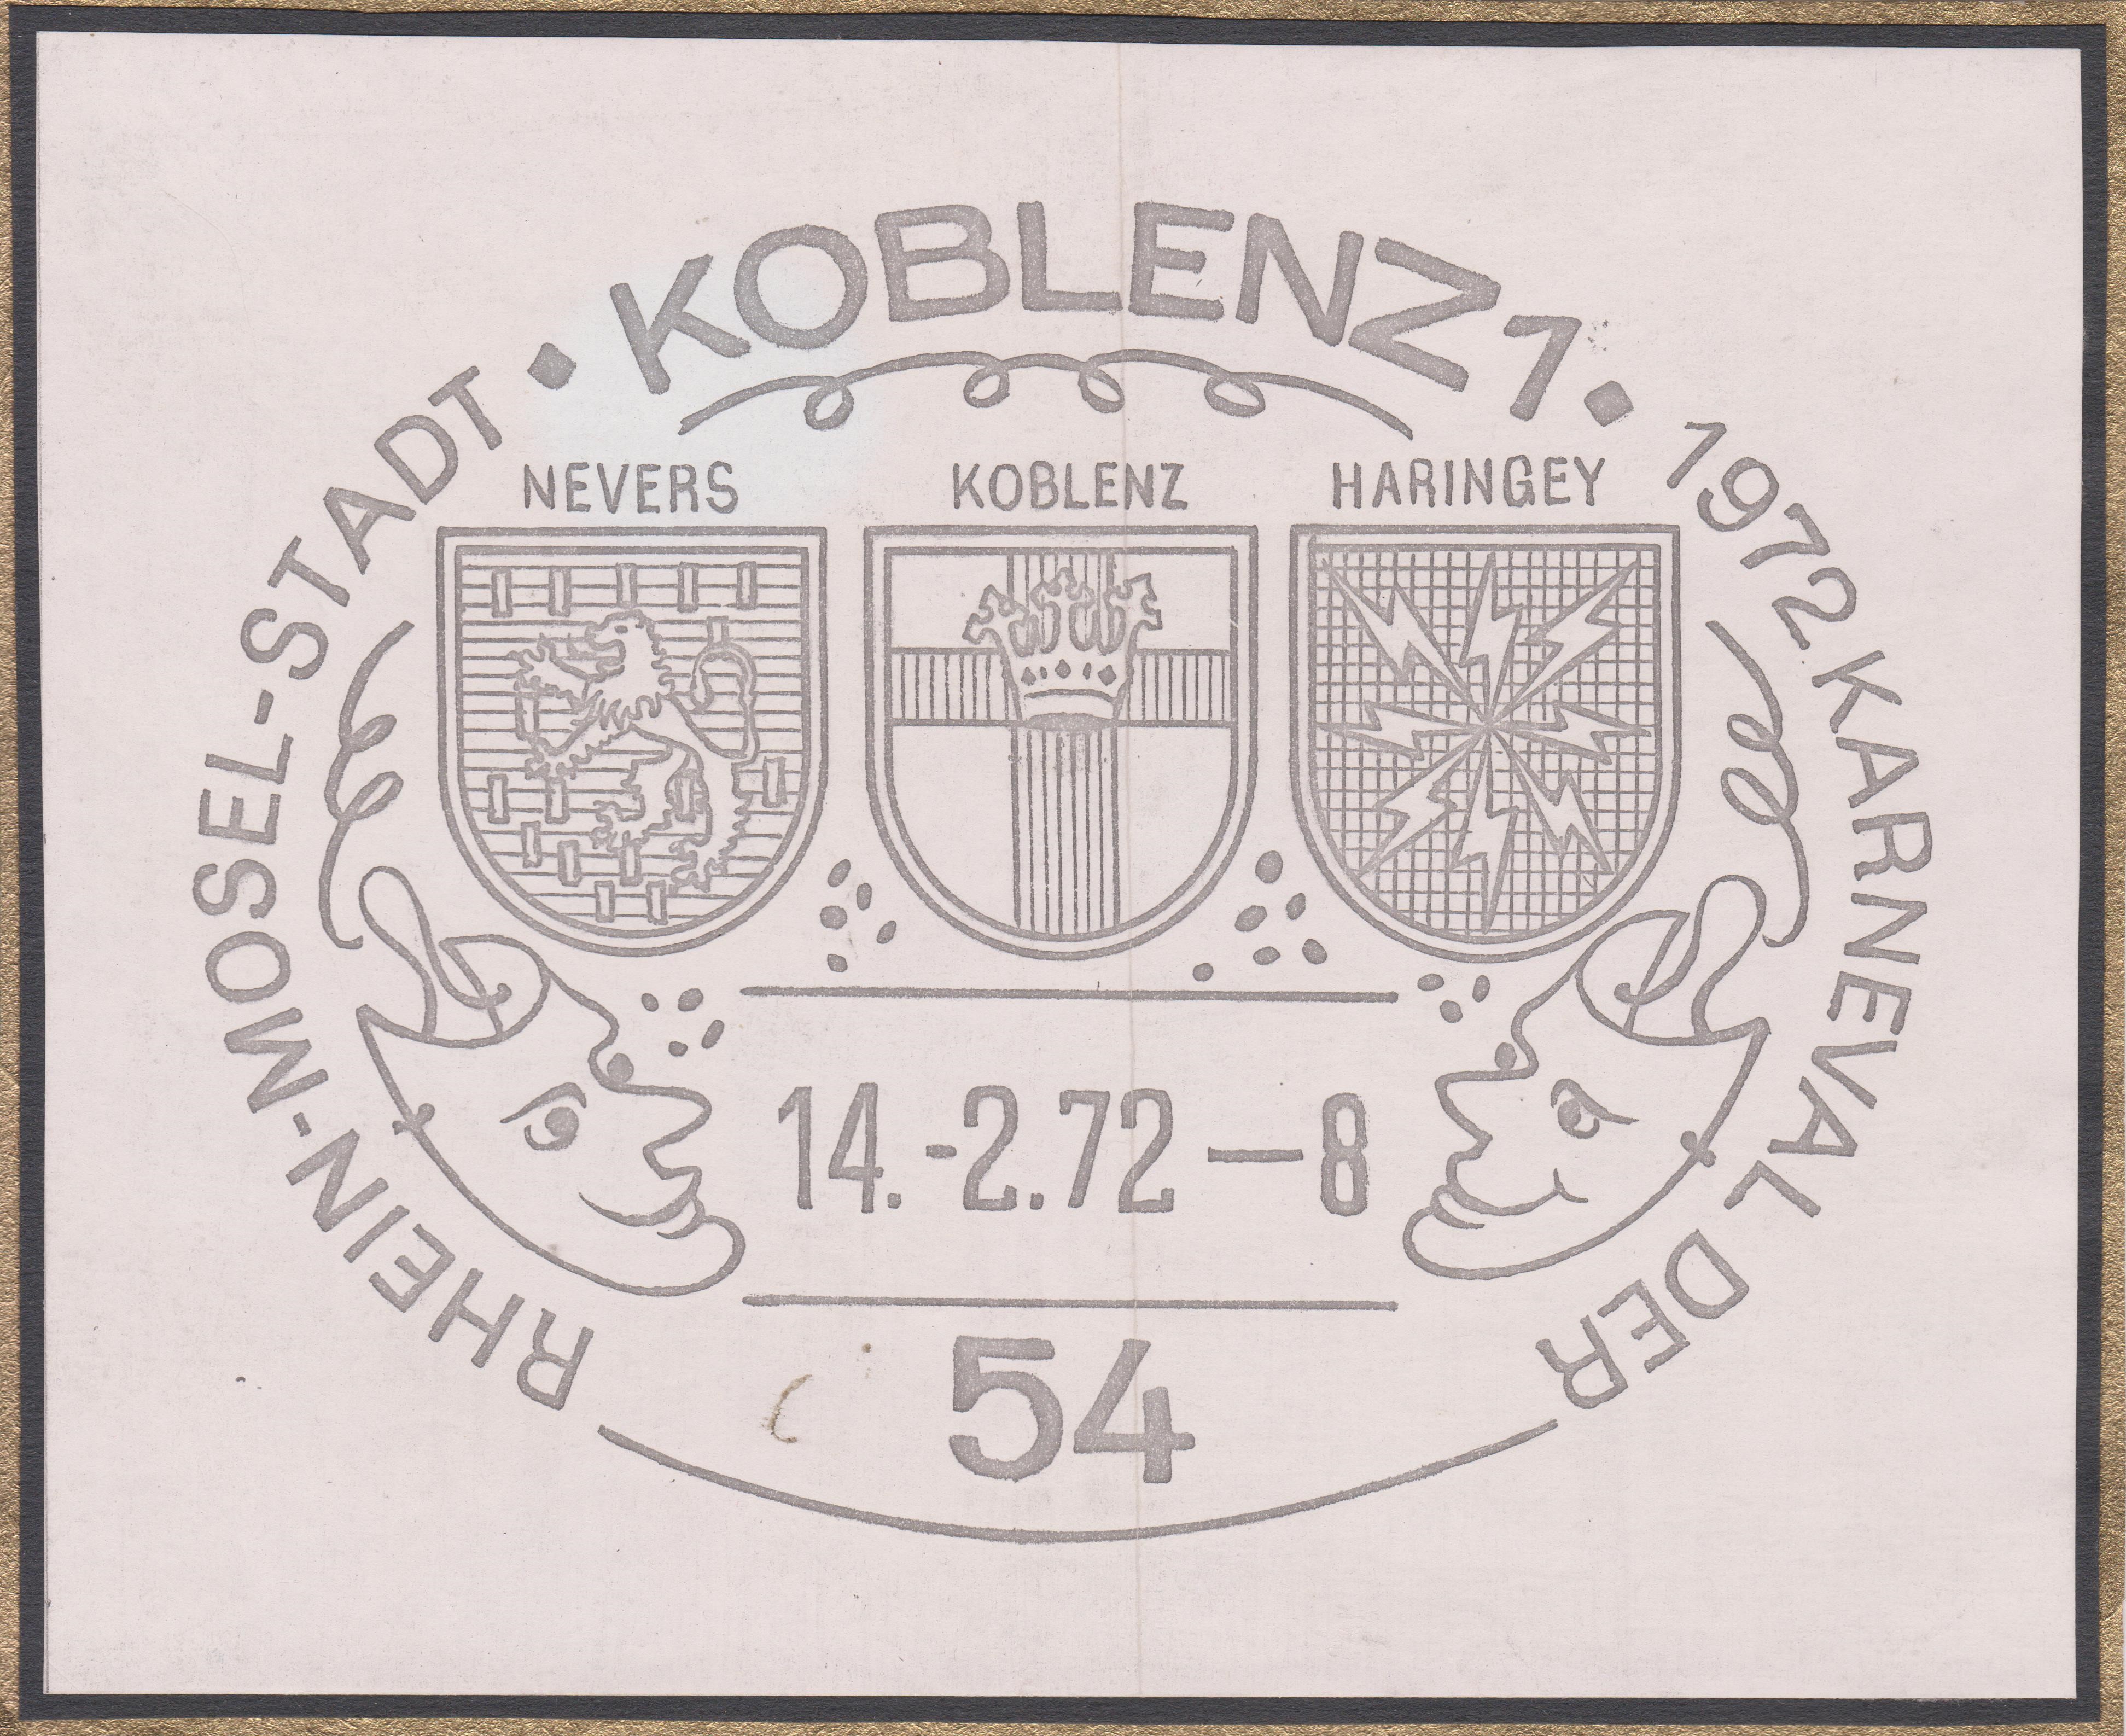 • KOBLENZ 1 •
1972 KARNEVAL DER RHEIN-MOSEL-STADT
NEVERS
KOBLENZ
HARINGEY
14.-2.72—8
54